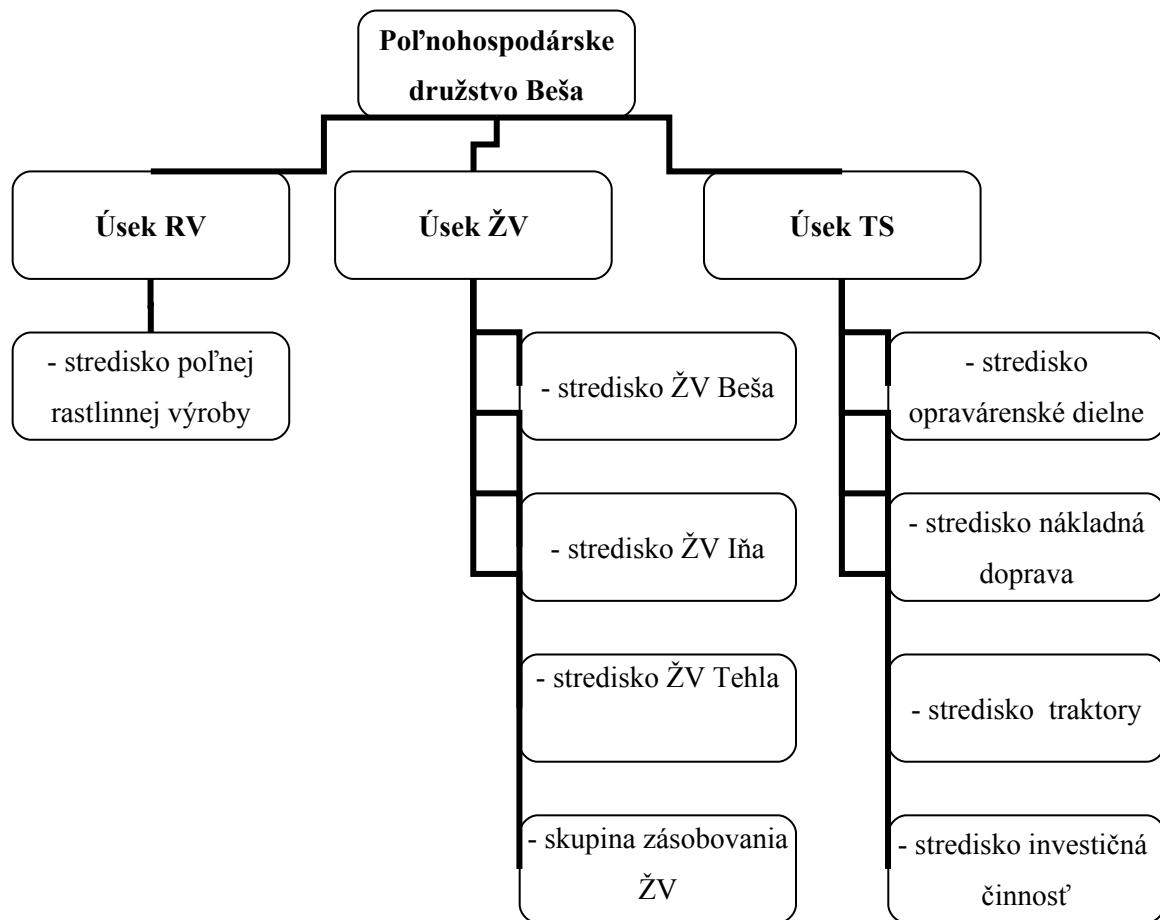 Poľnohospodárske
družstvo Beša
Úsek RV
Úsek ŽV
Úsek TS
- stredisko poľnej
rastlinnej výroby
- stredisko ŽV Beša
- stredisko
opravárenské dielne
- stredisko ŽV Iňa
- stredisko nákladná
doprava
- stredisko ŽV Tehla
- stredisko  traktory
- skupina zásobovania
ŽV
- stredisko investičná
činnosť